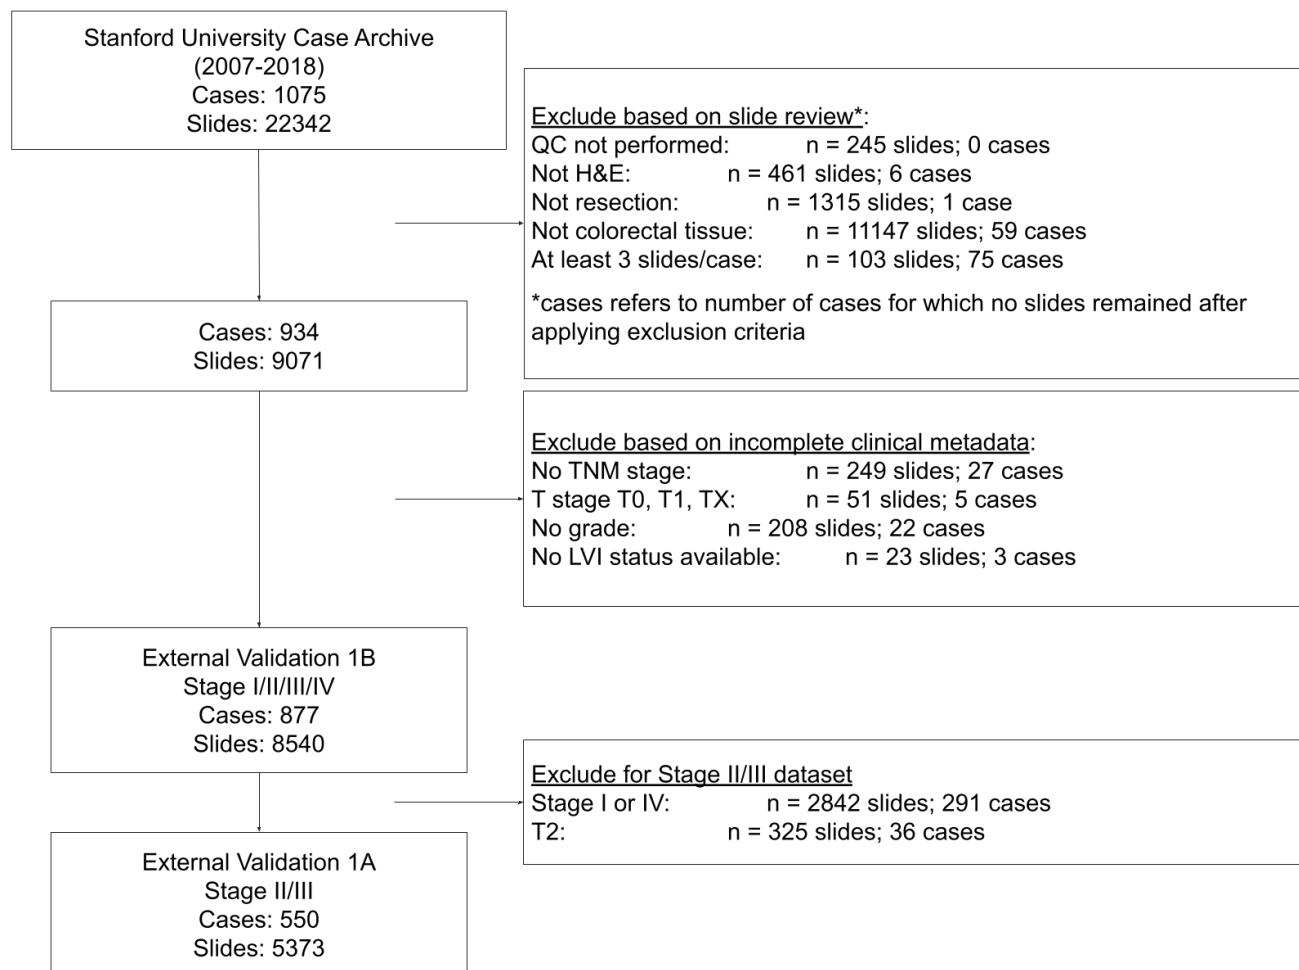 Stanford University Case Archive
(2007-2018)
Cases: 1075
Slides: 22342
Exclude based on slide review*:
QC not performed: n = 245 slides; 0 cases
Not H&E: n = 461 slides; 6 cases
Not resection: n = 1315 slides; 1 case
Not colorectal tissue: n = 11147 slides; 59 cases
At least 3 slides/case: n = 103 slides; 75 cases
*cases refers to number of cases for which no slides remained after
applying exclusion criteria
Cases: 934
Slides: 9071
Exclude based on incomplete clinical metadata:
No TNM stage: n = 249 slides; 27 cases
T stage T0, T1, TX: n = 51 slides; 5 cases
No grade: n = 208 slides; 22 cases
No LVI status available: n = 23 slides; 3 cases
External Validation 1B
Stage I/II/III/IV
Cases: 877
Slides: 8540
Exclude for Stage II/III dataset
Stage I or IV: n = 2842 slides; 291 cases
T2: n = 325 slides; 36 cases
External Validation 1A
Stage II/III
Cases: 550
Slides: 5373